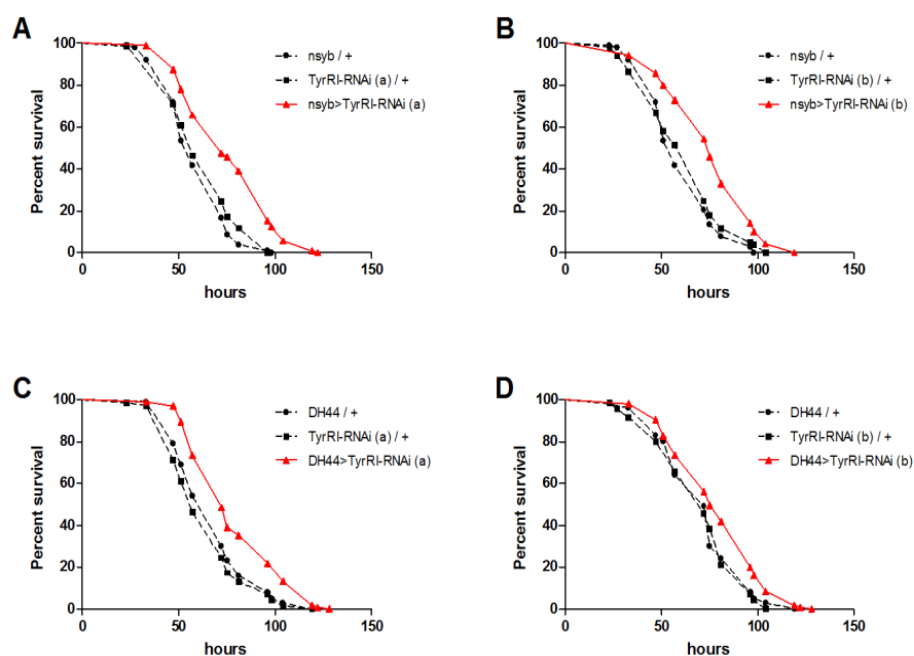 A
100
80
60
40
20
0
Percent survival
0
50
100
150
hours
nsyb / +
TyrRI-RNAi (a) / +
nsyb>TyrRI-RNAi (a)
B
100
80
60
40
20
0
Percent survival
0
50
100
150
hours
nsyb / +
TyrRI-RNAi (b) / +
nsyb>TyrRI-RNAi (b)
C
100
80
60
40
20
0
Percent survival
0
50
100
150
hours
DH44 / +
TyrRI-RNAi (a) / +
DH44>TyrRI-RNAi (a)
D
100
80
60
40
20
0
Percent survival
0
50
100
150
hours
DH44 / +
TyrRI-RNAi (b) / +
DH44>TyrRI-RNAi (b)